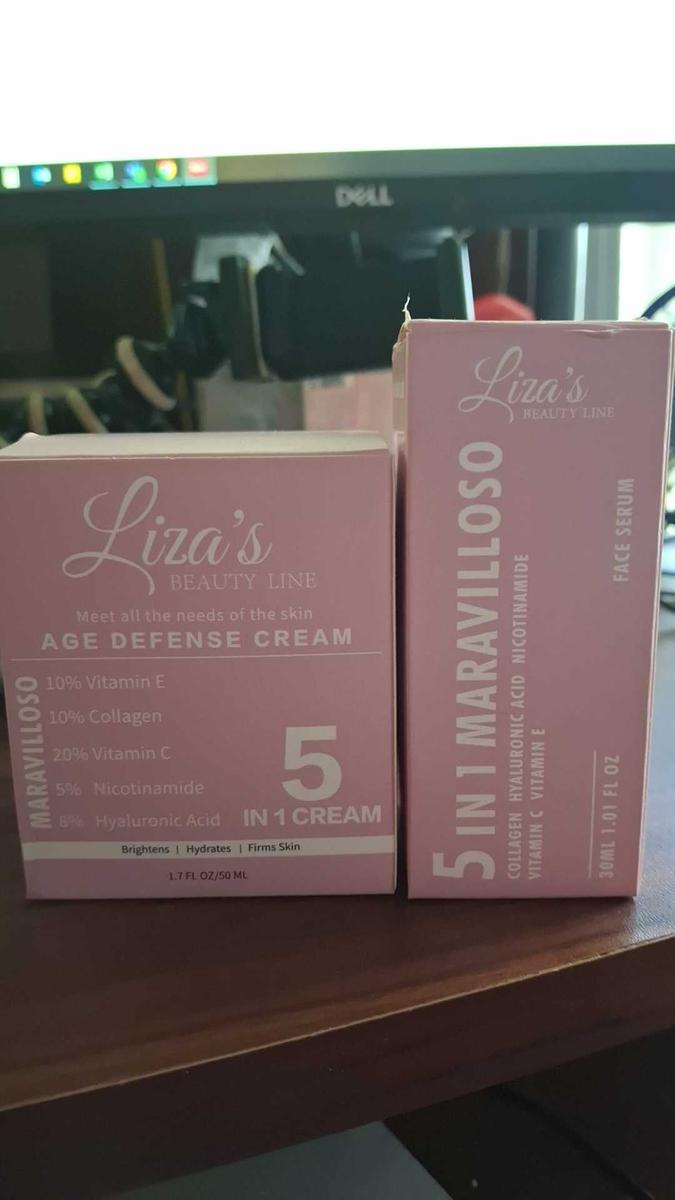 DELL
Liza's
BEAUTY LINE
Meet all the needs of the skin
AGE DEFENSE CREAM
MARAVILLOSO
10% Vitamin E
10% Collagen
20% Vitamin C
5% Nicotinamide
8% Hyaluronic Acid
5
IN 1 CREAM
Brightens | Hydrates | Firms Skin
1.7 FL OZ/50 ML
Liza's
BEAUTY LINE
5 IN 1 MARAVILLOSO
COLLAGEN HYALURONIC ACID NICOTINAMIDE
VITAMIN C VITAMIN E
FACE SERUM
30ML 1.01 FL OZ